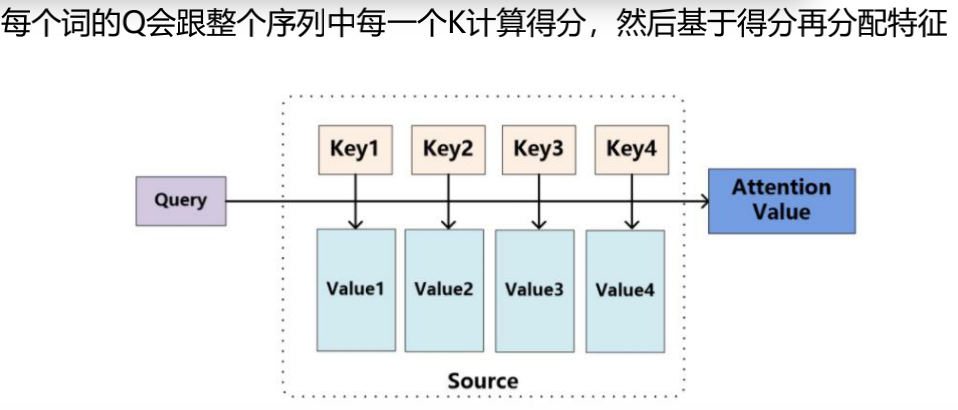 每个词的Q会跟整个序列中每一个K计算得分，然后基于得分再分配特征
Key1 Key2 Key3 Key4
Query
Attention
Value
Value1 Value2 Value3 Value4
Source